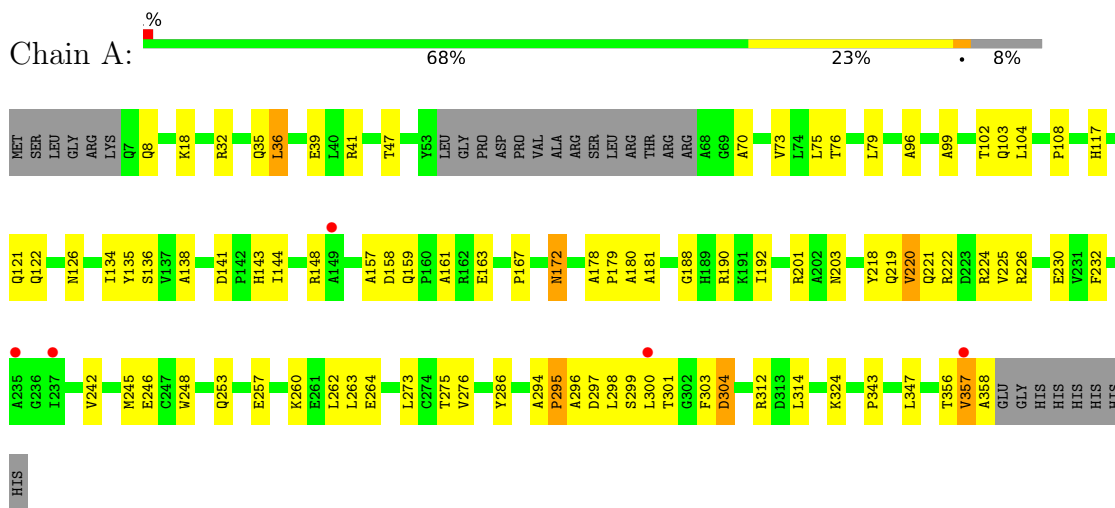 %
Chain A:
68% 23% • 8%
MET SER LEU GLY ARG LYS Q7 Q8 K18 R32 Q35 L36 E39 L40 R41 T47 Y53 LEU GLY PRO ASP PRO VAL ALA ARG SER LEU ARG THR ARG ARG A68 G69 A70 V73 L74 L75 T76 L79 A96 A99 T102 Q103 L104 P108 H117
Q121 Q122 N126 I134 Y135 S136 V137 A138 D141 P142 H143 I144 R148 A149 A157 D158 Q159 P160 A161 R162 E163 P167 N172 A178 P179 A180 A181 G188 H189 R190 K191 I192 R201 A202 N203 Y218 Q219 V220 Q221 R222 D223 R224 V225 R226 E230 V231 F232
A235 G236 I237 V242 M245 E246 C247 W248 Q253 E257 K260 E261 L262 L263 E264 L273 C274 T275 V276 Y286 A294 P295 A296 D297 L298 S299 L300 T301 G302 F303 D304 R312 D313 L314 K324 P343 L347 T356 V357 A358 GLU GLY HIS HIS HIS HIS HIS
HIS